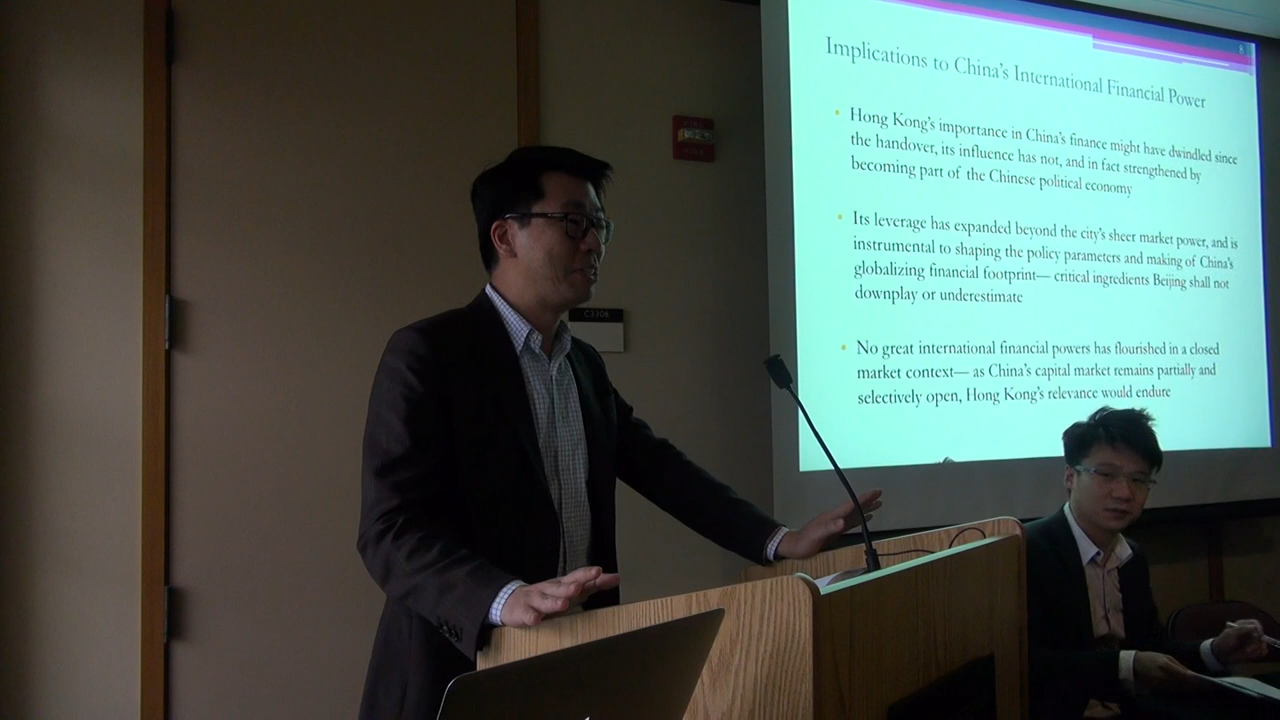 8
Implications to China's International Financial Power
Hong Kong's importance in China's finance might have dwindled since
the handover, its influence has not, and in fact strengthened by
becoming part of the Chinese political economy
Its leverage has expanded beyond the city's sheer market power, and is
instrumental to shaping the policy parameters and making of China's
globalizing financial footprint— critical ingredients Beijing shall not
downplay or underestimate
No great international financial powers has flourished in a closed
market context— as China's capital market remains partially and
selectively open, Hong Kong's relevance would endure
FIRE
C3306